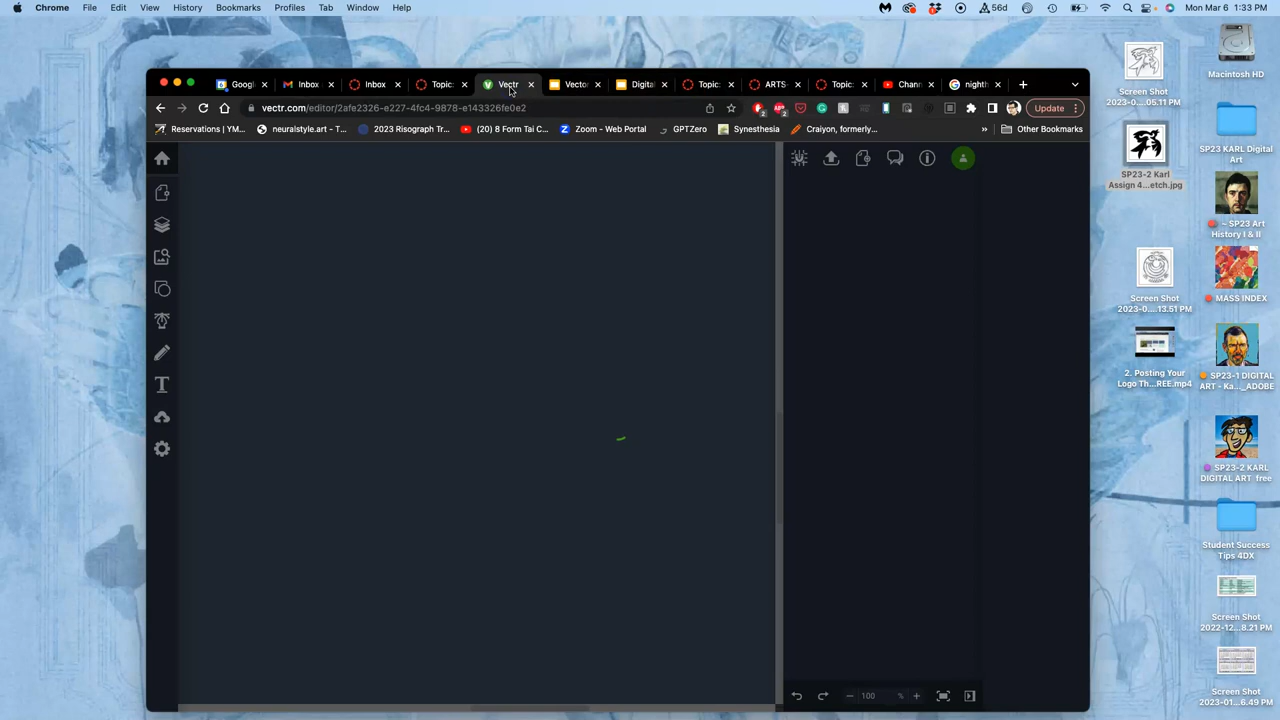 Chrome File Edit View History Bookmarks Profiles Tab Window Help
56d Mon Mar 6 1:33 PM
Googl Inbox Inbox Topic: Vectr Vecto Digital Topic: ARTS Topic: Chann nighth
vectr.com/editor/2afe2326-e227-4fc4-9878-e143326fe0e2
Update
Reservations | YM... neuralstyle.art - T... 2023 Risograph Tr... (20) 8 Form Tai C... Zoom - Web Portal GPTZero Synesthesia Craiyon, formerly... » Other Bookmarks
100 %
Screen Shot
2023-0....05.11 PM
SP23-2 Karl
Assign 4...etch.jpg
Screen Shot
2023-0....13.51 PM
2. Posting Your
Logo Th...REE.mp4
Macintosh HD
SP23 KARL Digital
Art
~ SP23 Art
History I & II
MASS INDEX
SP23-1 DIGITAL
ART - Ka..._ADOBE
SP23-2 KARL
DIGITAL ART free
Student Success
Tips 4DX
Screen Shot
2022-12...8.21 PM
Screen Shot
2023-01...6.49 PM